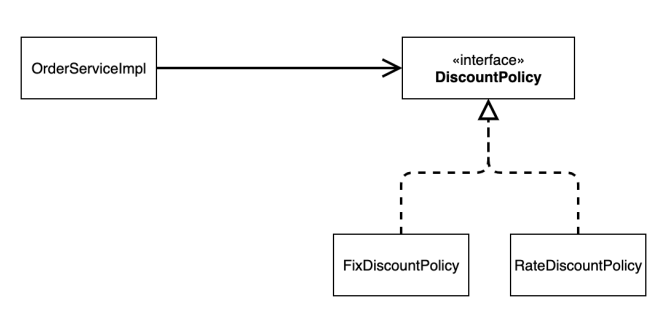 OrderServiceImpl
«interface»
DiscountPolicy
FixDiscountPolicy
RateDiscountPolicy